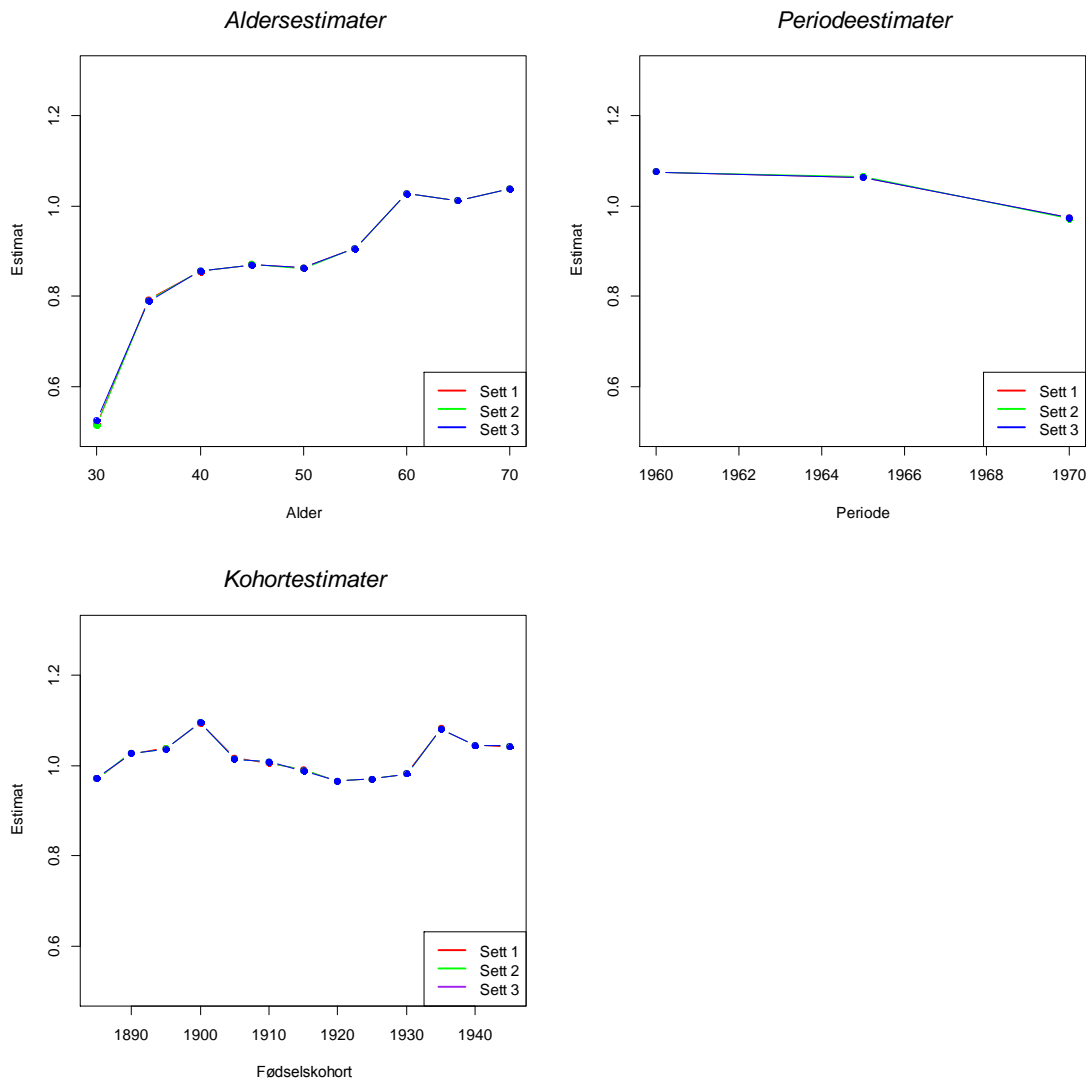 Aldersestimater
Estimat
1.2
1.0
0.8
0.6
30 40 50 60 70
Alder
Sett 1
Sett 2
Sett 3
Periodeestimater
Estimat
1.2
1.0
0.8
0.6
1960 1962 1964 1966 1968 1970
Periode
Sett 1
Sett 2
Sett 3
Kohortestimater
Estimat
1.2
1.0
0.8
0.6
1890 1900 1910 1920 1930 1940
Fødselskohort
Sett 1
Sett 2
Sett 3